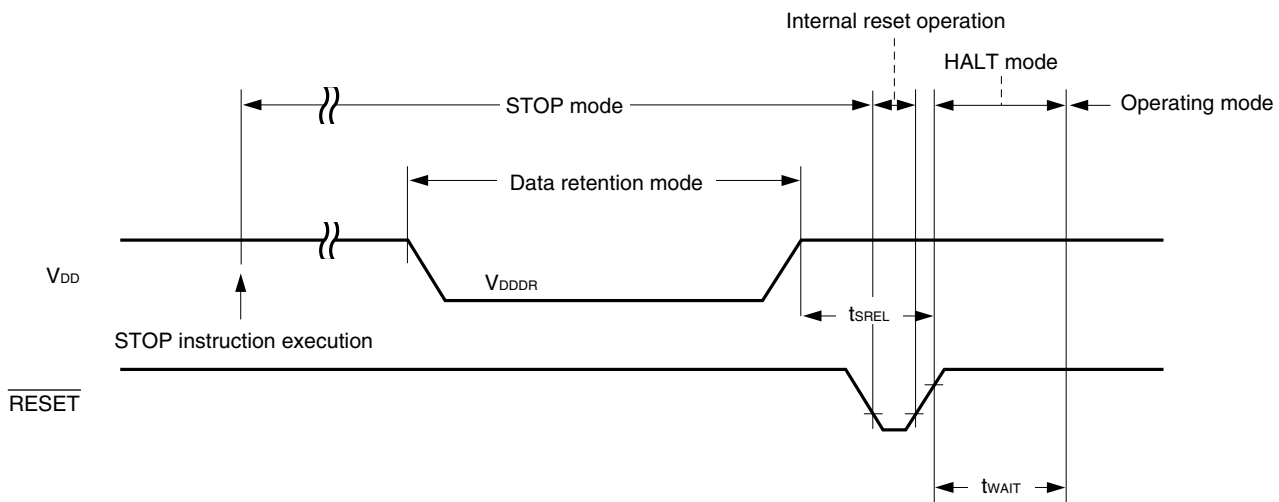 Internal reset operation
HALT mode
STOP mode
Operating mode
Data retention mode
VDD
VDDDR
tSREL
STOP instruction execution
RESET
tWAIT